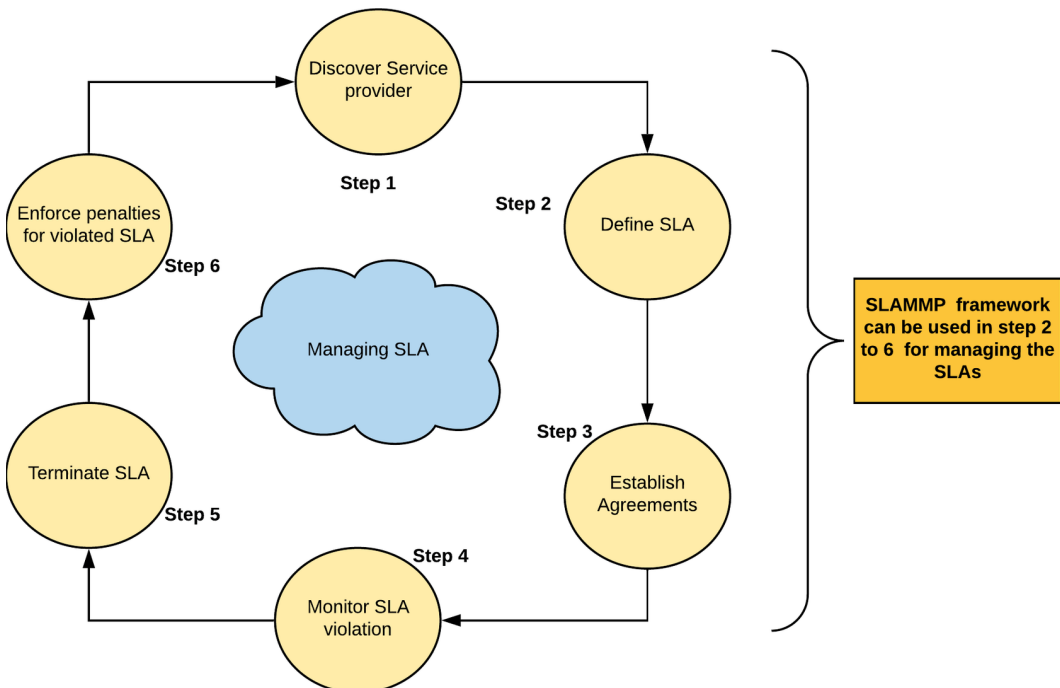 Discover Service
provider
Step 1
Step 2
Define SLA
Enforce penalties
for violated SLA
Step 6
Managing SLA
SLAMMP framework
can be used in step 2
to 6 for managing the
SLAs
Step 3
Establish
Agreements
Terminate SLA
Step 5
Step 4
Monitor SLA
violation